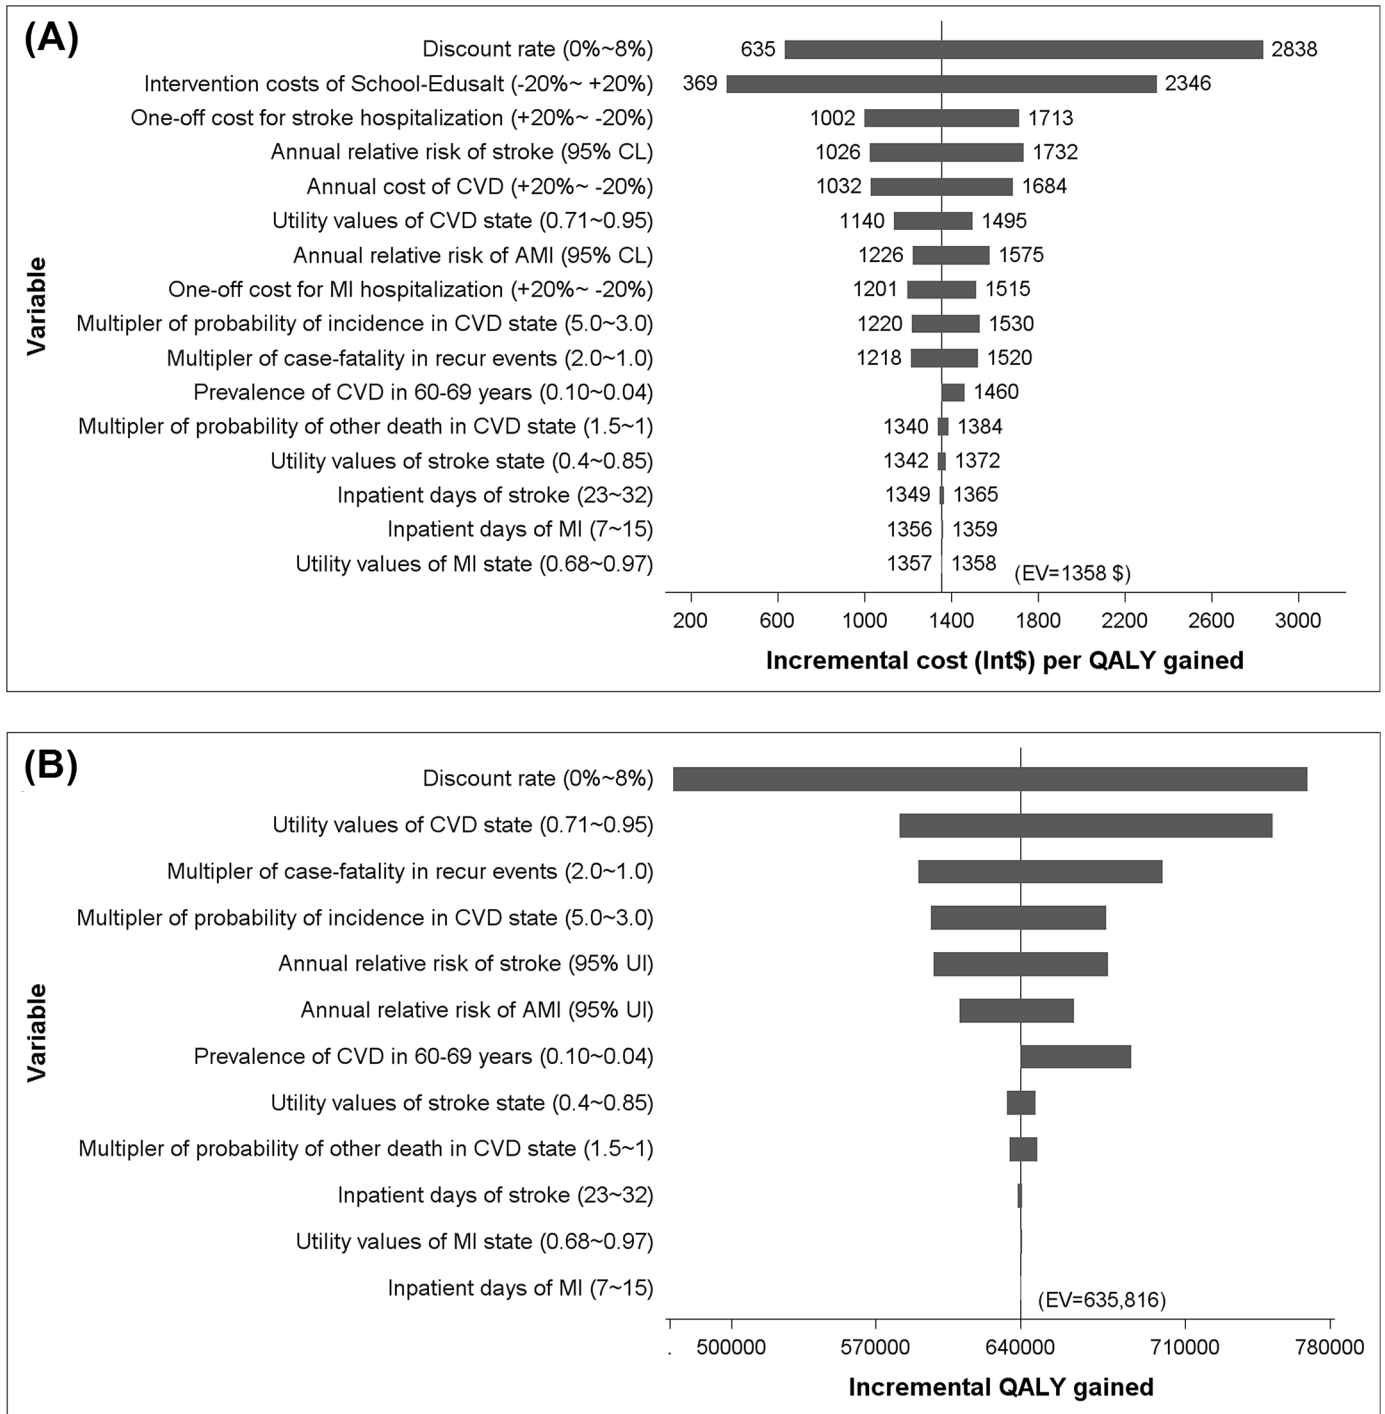 (A)
Variable
Discount rate (0%~8%) 635 2838
Intervention costs of School-Edusalt (-20%~ +20%) 369 2346
One-off cost for stroke hospitalization (+20%~ -20%) 1002 1713
Annual relative risk of stroke (95% CL) 1026 1732
Annual cost of CVD (+20%~ -20%) 1032 1684
Utility values of CVD state (0.71~0.95) 1140 1495
Annual relative risk of AMI (95% CL) 1226 1575
One-off cost for MI hospitalization (+20%~ -20%) 1201 1515
Multipler of probability of incidence in CVD state (5.0~3.0) 1220 1530
Multipler of case-fatality in recur events (2.0~1.0) 1218 1520
Prevalence of CVD in 60-69 years (0.10~0.04) 1460
Multipler of probability of other death in CVD state (1.5~1) 1340 1384
Utility values of stroke state (0.4~0.85) 1342 1372
Inpatient days of stroke (23~32) 1349 1365
Inpatient days of MI (7~15) 1356 1359
Utility values of MI state (0.68~0.97) 1357 1358
(EV=1358 $)
200 600 1000 1400 1800 2200 2600 3000
Incremental cost (Int$) per QALY gained
(B)
Variable
Discount rate (0%~8%)
Utility values of CVD state (0.71~0.95)
Multipler of case-fatality in recur events (2.0~1.0)
Multipler of probability of incidence in CVD state (5.0~3.0)
Annual relative risk of stroke (95% UI)
Annual relative risk of AMI (95% UI)
Prevalence of CVD in 60-69 years (0.10~0.04)
Utility values of stroke state (0.4~0.85)
Multipler of probability of other death in CVD state (1.5~1)
Inpatient days of stroke (23~32)
Utility values of MI state (0.68~0.97)
Inpatient days of MI (7~15)
(EV=635,816)
. 500000 570000 640000 710000 780000
Incremental QALY gained